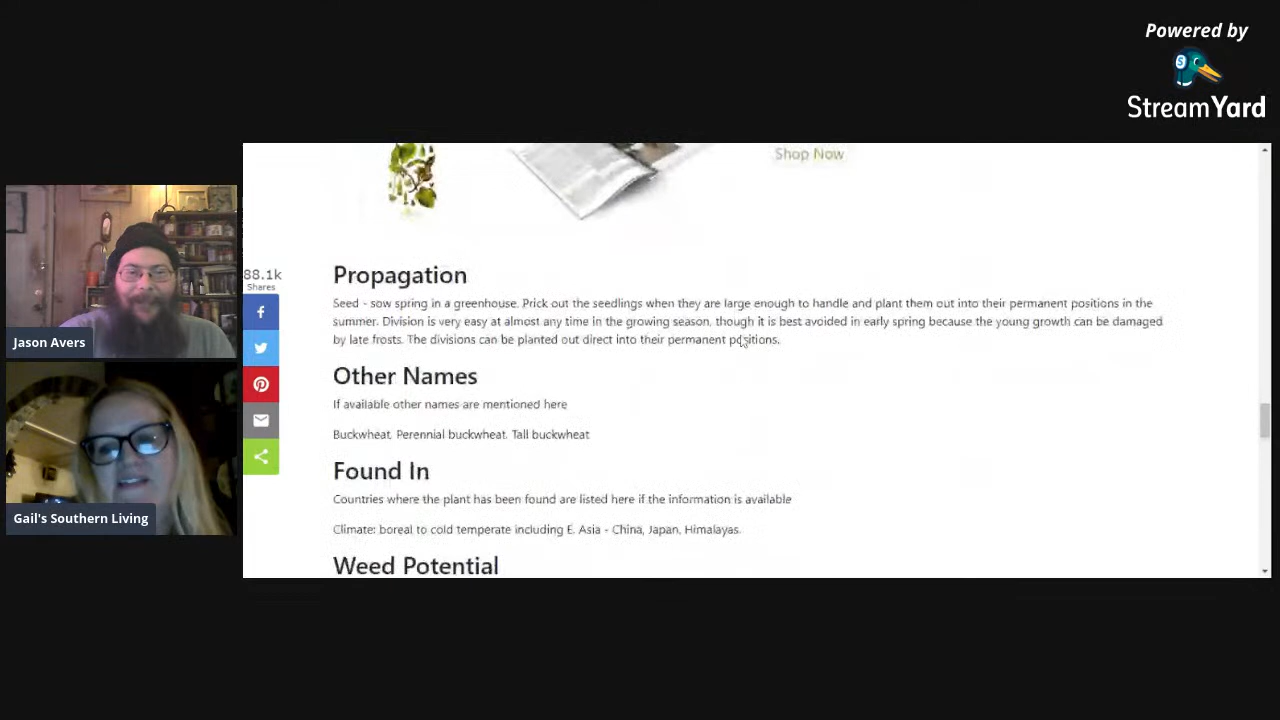 Powered by
StreamYard
Shop Now
Propagation
88.1k
Shares
Seed - sow spring in a greenhouse. Prick out the seedlings when they are large enough to handle and plant them out into their permanent positions in the
summer. Division is very easy at almost any time in the growing season, though it is best avoided in early spring because the young growth can be damaged
by late frosts. The divisions can be planted out direct into their permanent positions.
Jason Avers
Other Names
If available other names are mentioned here
Buckwheat. Perennial buckwheat. Tall buckwheat
Found In
Countries where the plant has been found are listed here if the information is available
Gail's Southern Living
Climate: boreal to cold temperate including E. Asia - China, Japan, Himalayas.
Weed Potential